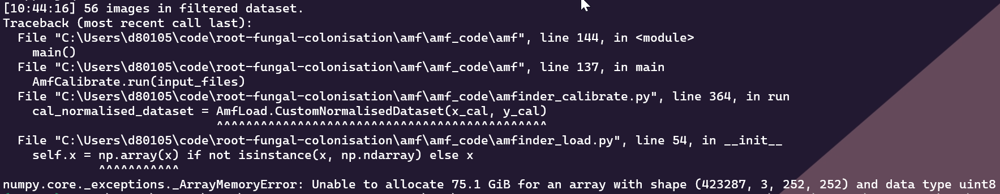 [10:44:16] 56 images in filtered dataset.
Traceback (most recent call last):
  File "C:\Users\d80105\code\root-fungal-colonisation\amf\amf_code\amf", line 144, in <module>
    main()
  File "C:\Users\d80105\code\root-fungal-colonisation\amf\amf_code\amf", line 137, in main
    AmfCalibrate.run(input_files)
  File "C:\Users\d80105\code\root-fungal-colonisation\amf\amf_code\amfinder_calibrate.py", line 364, in run
    cal_normalised_dataset = AmfLoad.CustomNormalisedDataset(x_cal, y_cal)
                             ^^^^^^^^^^^^^^^^^^^^^^^^^^^^^^^^^^^^^^^^^^^^^
  File "C:\Users\d80105\code\root-fungal-colonisation\amf\amf_code\amfinder_load.py", line 54, in __init__
    self.x = np.array(x) if not isinstance(x, np.ndarray) else x
             ^^^^^^^^^^^
numpy.core._exceptions._ArrayMemoryError: Unable to allocate 75.1 GiB for an array with shape (423287, 3, 252, 252) and data type uint8